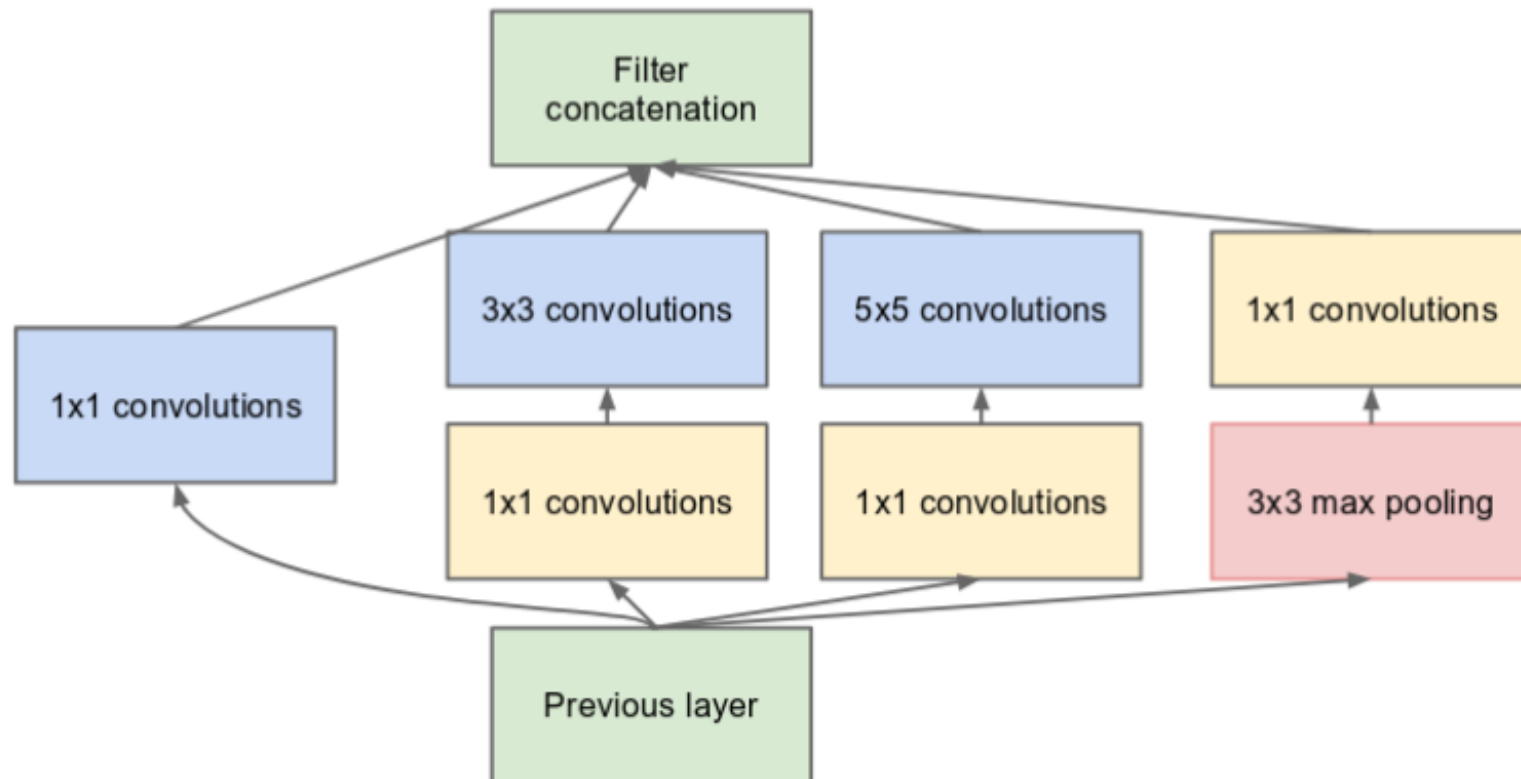 Filter
concatenation
3x3 convolutions
5x5 convolutions
1x1 convolutions
1x1 convolutions
1x1 convolutions
1x1 convolutions
3x3 max pooling
Previous layer